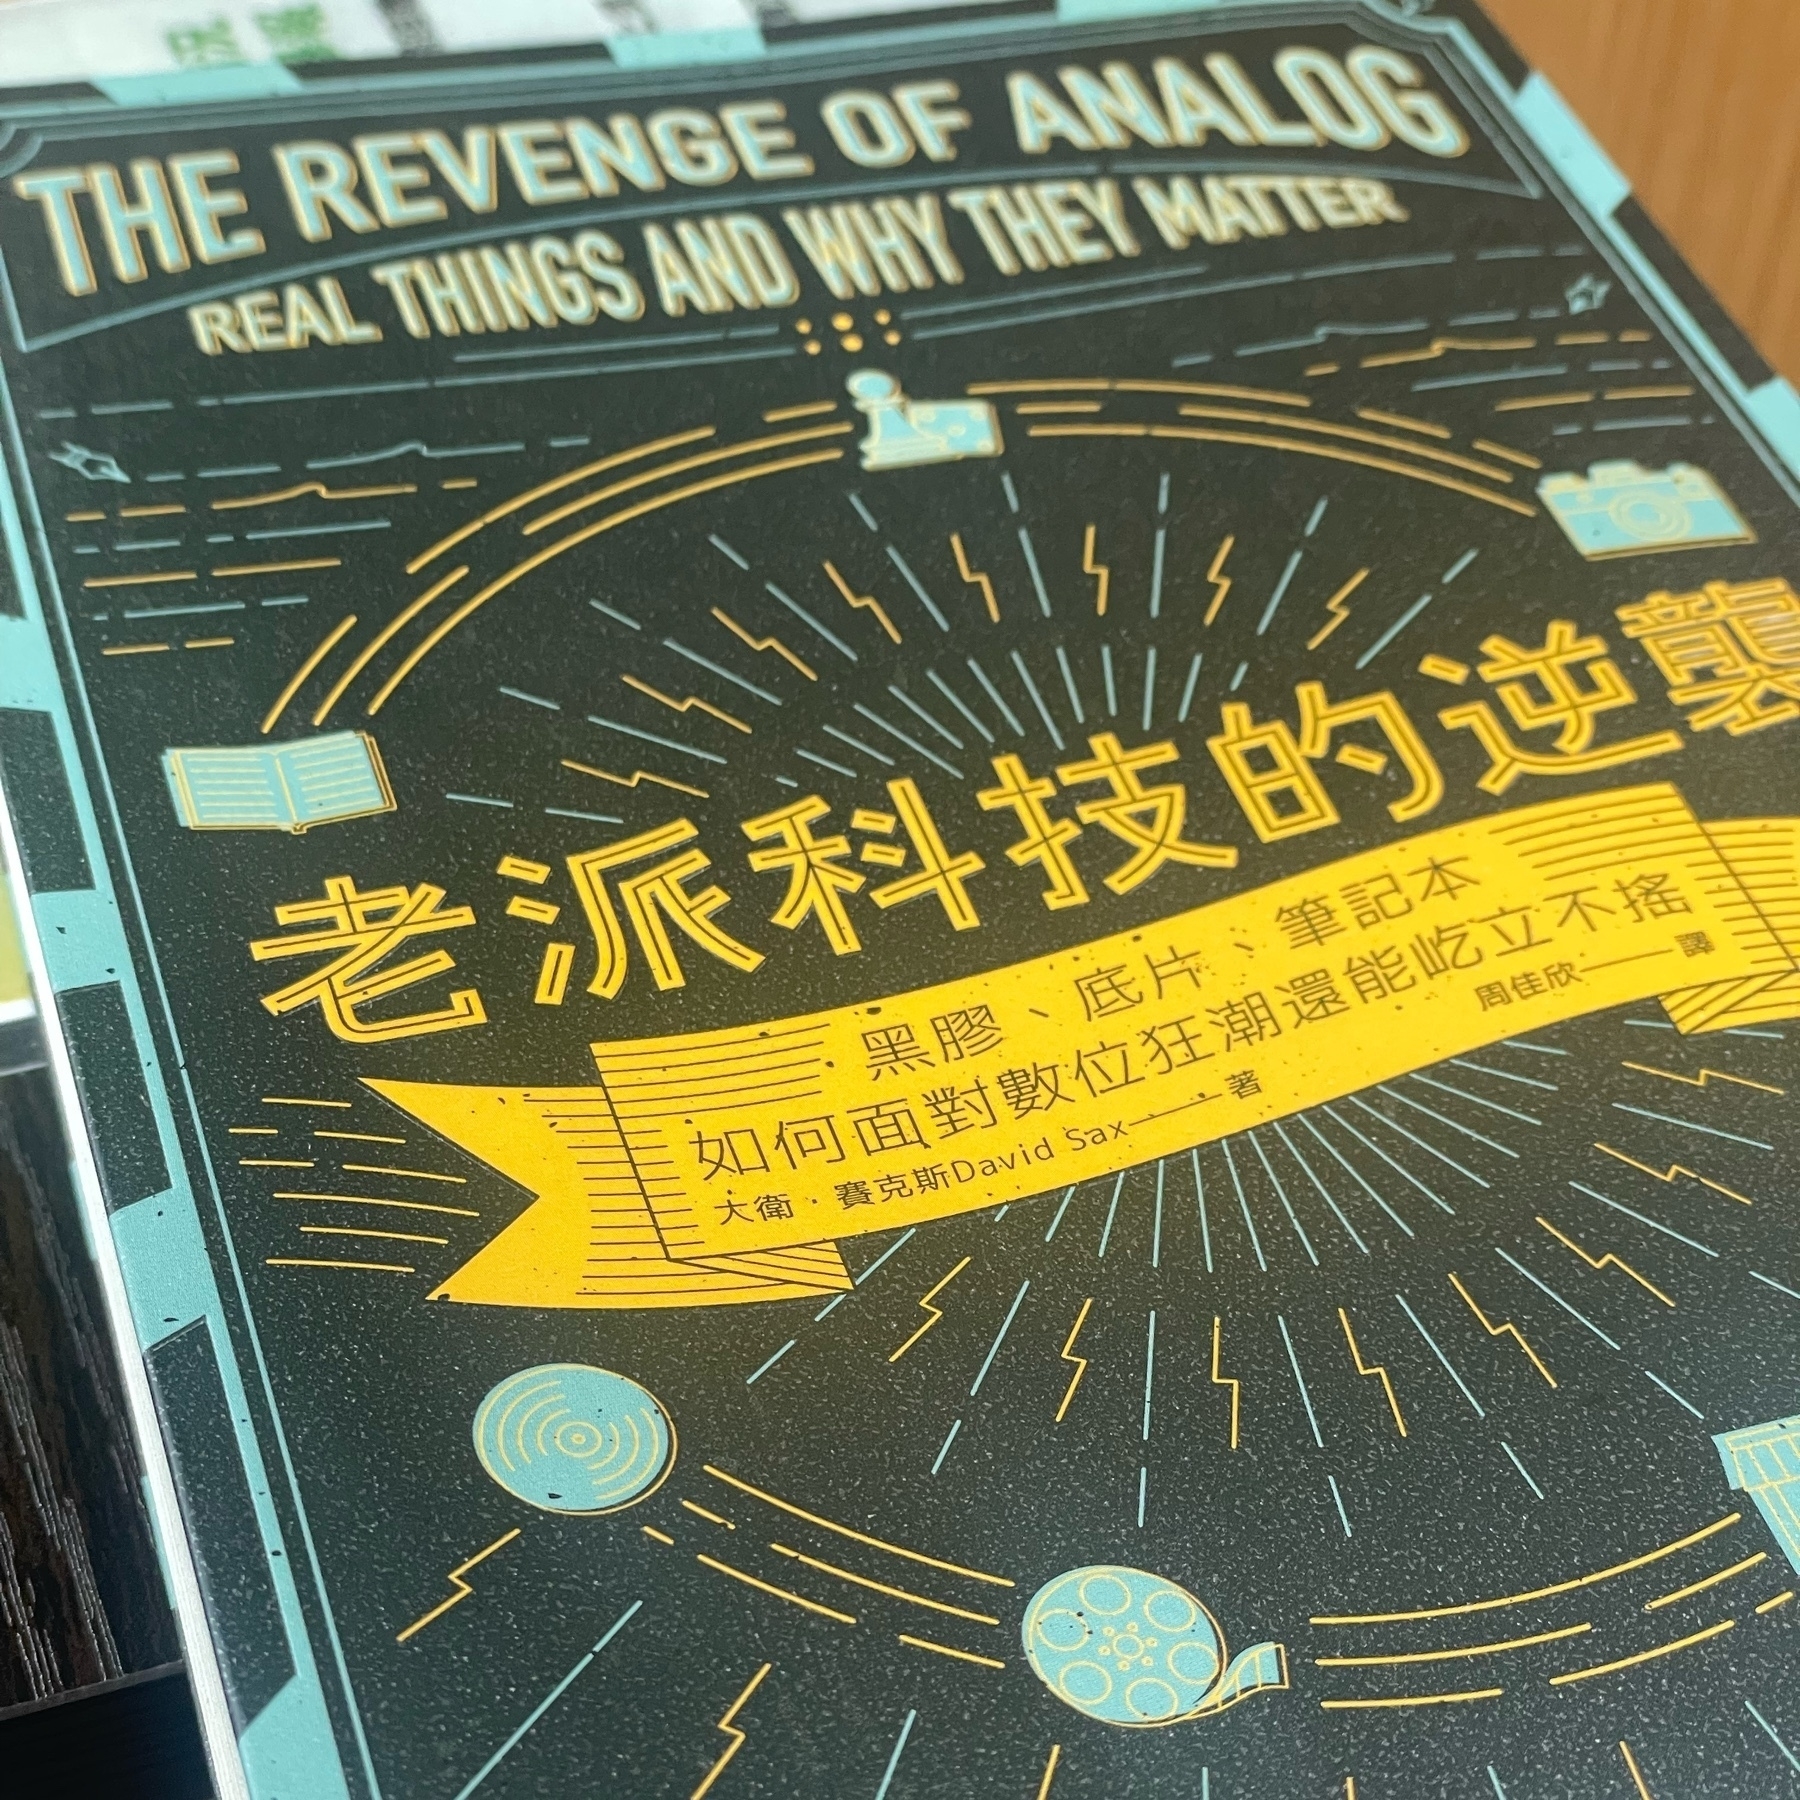 THE REVENGE OF ANALOG
REAL THINGS AND WHY THEY MATTER
老派科技的逆襲
黑膠、底片、筆記本
如何面對數位狂潮還能屹立不搖
大衛・賽克斯David Sax——著
周佳欣——譯